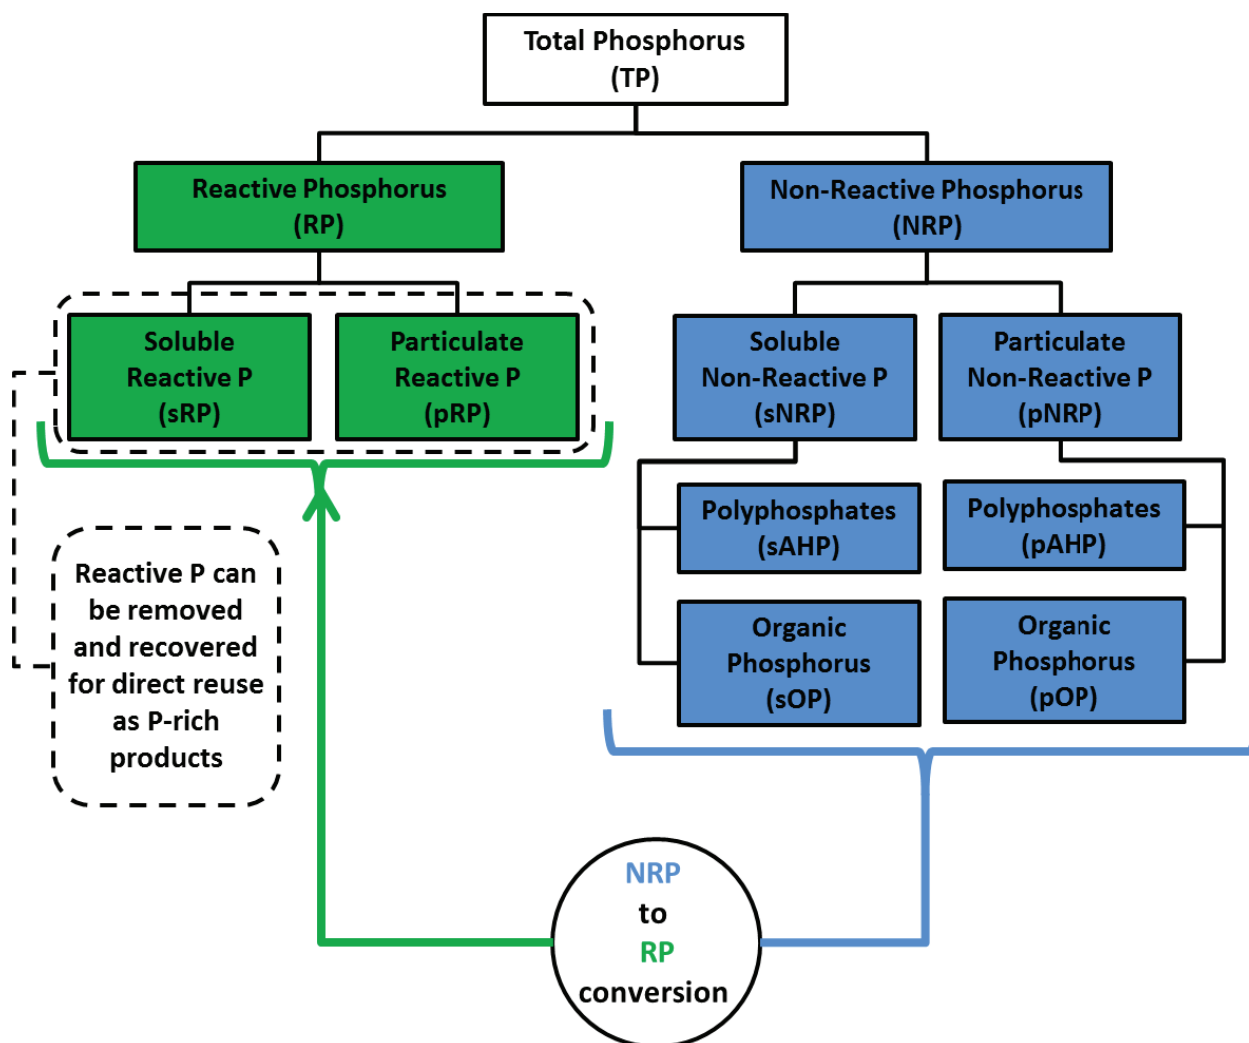 Total Phosphorus
(TP)
Reactive Phosphorus
(RP)
Non-Reactive Phosphorus
(NRP)
Soluble
Reactive P
(sRP)
Particulate
Reactive P
(pRP)
Soluble
Non-Reactive P
(sNRP)
Particulate
Non-Reactive P
(pNRP)
Polyphosphates
(sAHP)
Polyphosphates
(pAHP)
Organic
Phosphorus
(sOP)
Organic
Phosphorus
(pOP)
Reactive P can
be removed
and recovered
for direct reuse
as P-rich
products
NRP
to
RP
conversion